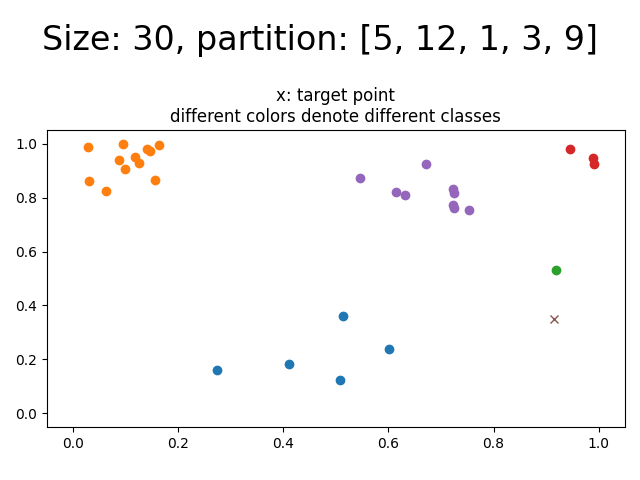 Size: 30, partition: [5, 12, 1, 3, 9]
x: target point
different colors denote different classes
1.0
0.8
0.6
0.4
0.2
0.0
0.0 0.2 0.4 0.6 0.8 1.0